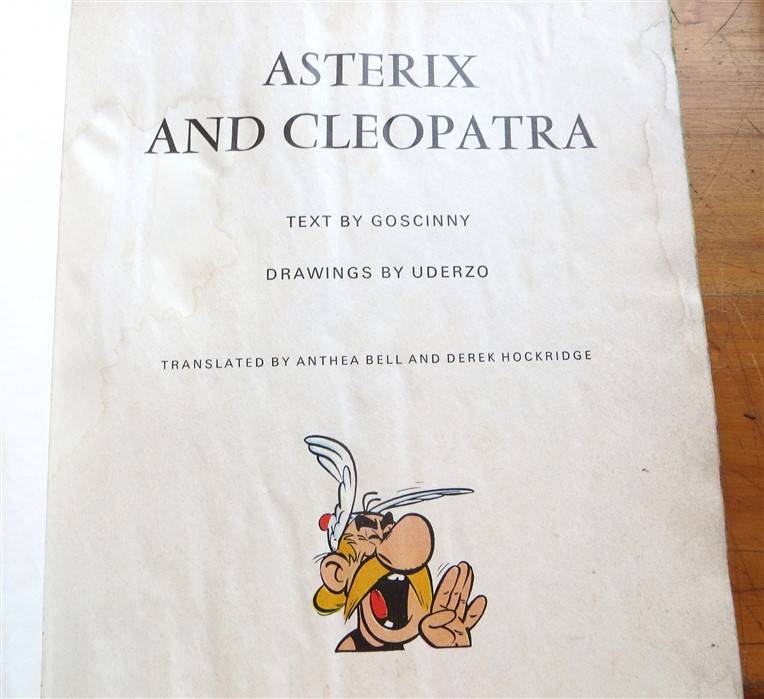 ASTERIX
AND CLEOPATRA
TEXT BY GOSCINNY
DRAWINGS BY UDERZO
TRANSLATED BY ANTHEA BELL AND DEREK HOCKRIDGE